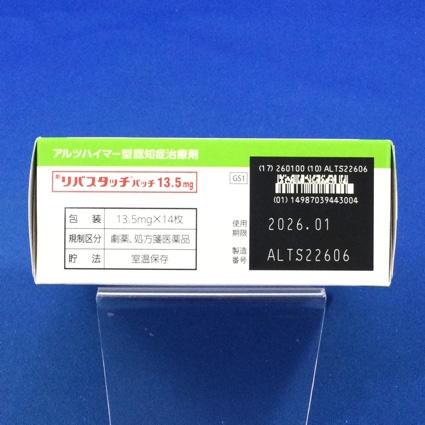 アルツハイマー型認知症治療剤
リバスタッチ®パッチ13.5mg
包装 13.5mg×14枚
規制区分 劇薬、処方箋医薬品
貯法 室温保存
GS1
(17) 260100 (10) ALTS22606
(01) 14987039443004
使用期限 2026.01
製造番号 ALTS22606